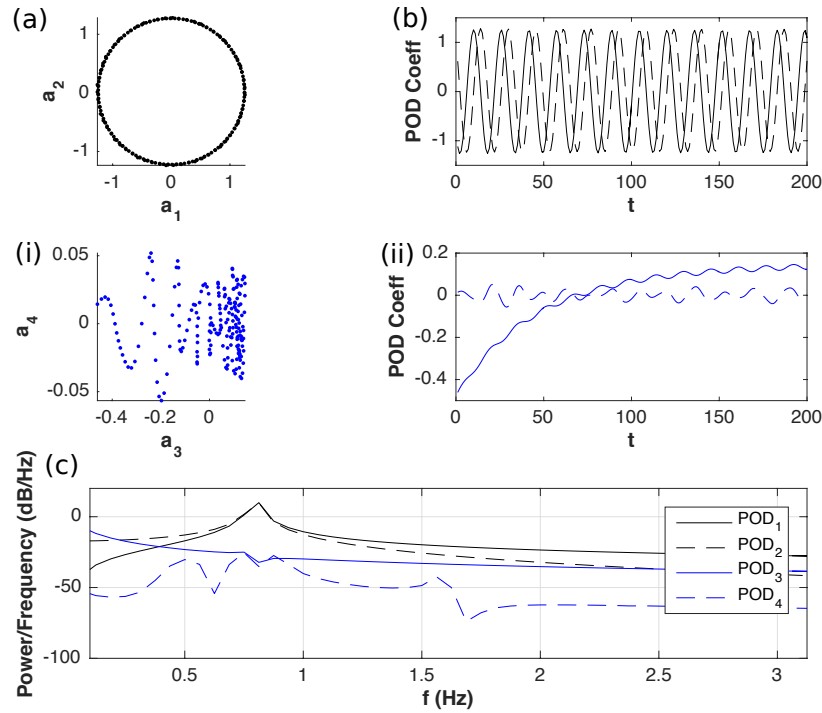 (a)
1
0
-1
-1 0 1
a2
a1
(b)
1
0
-1
0 50 100 150 200
POD Coeff
t
(i)
0.05
0
-0.05
-0.4 -0.2 0
a4
a3
(ii)
0.2
0
-0.2
-0.4
0 50 100 150 200
POD Coeff
t
(c)
0
-50
-100
0.5 1 1.5 2 2.5 3
Power/Frequency (dB/Hz)
f (Hz)
POD1
POD2
POD3
POD4